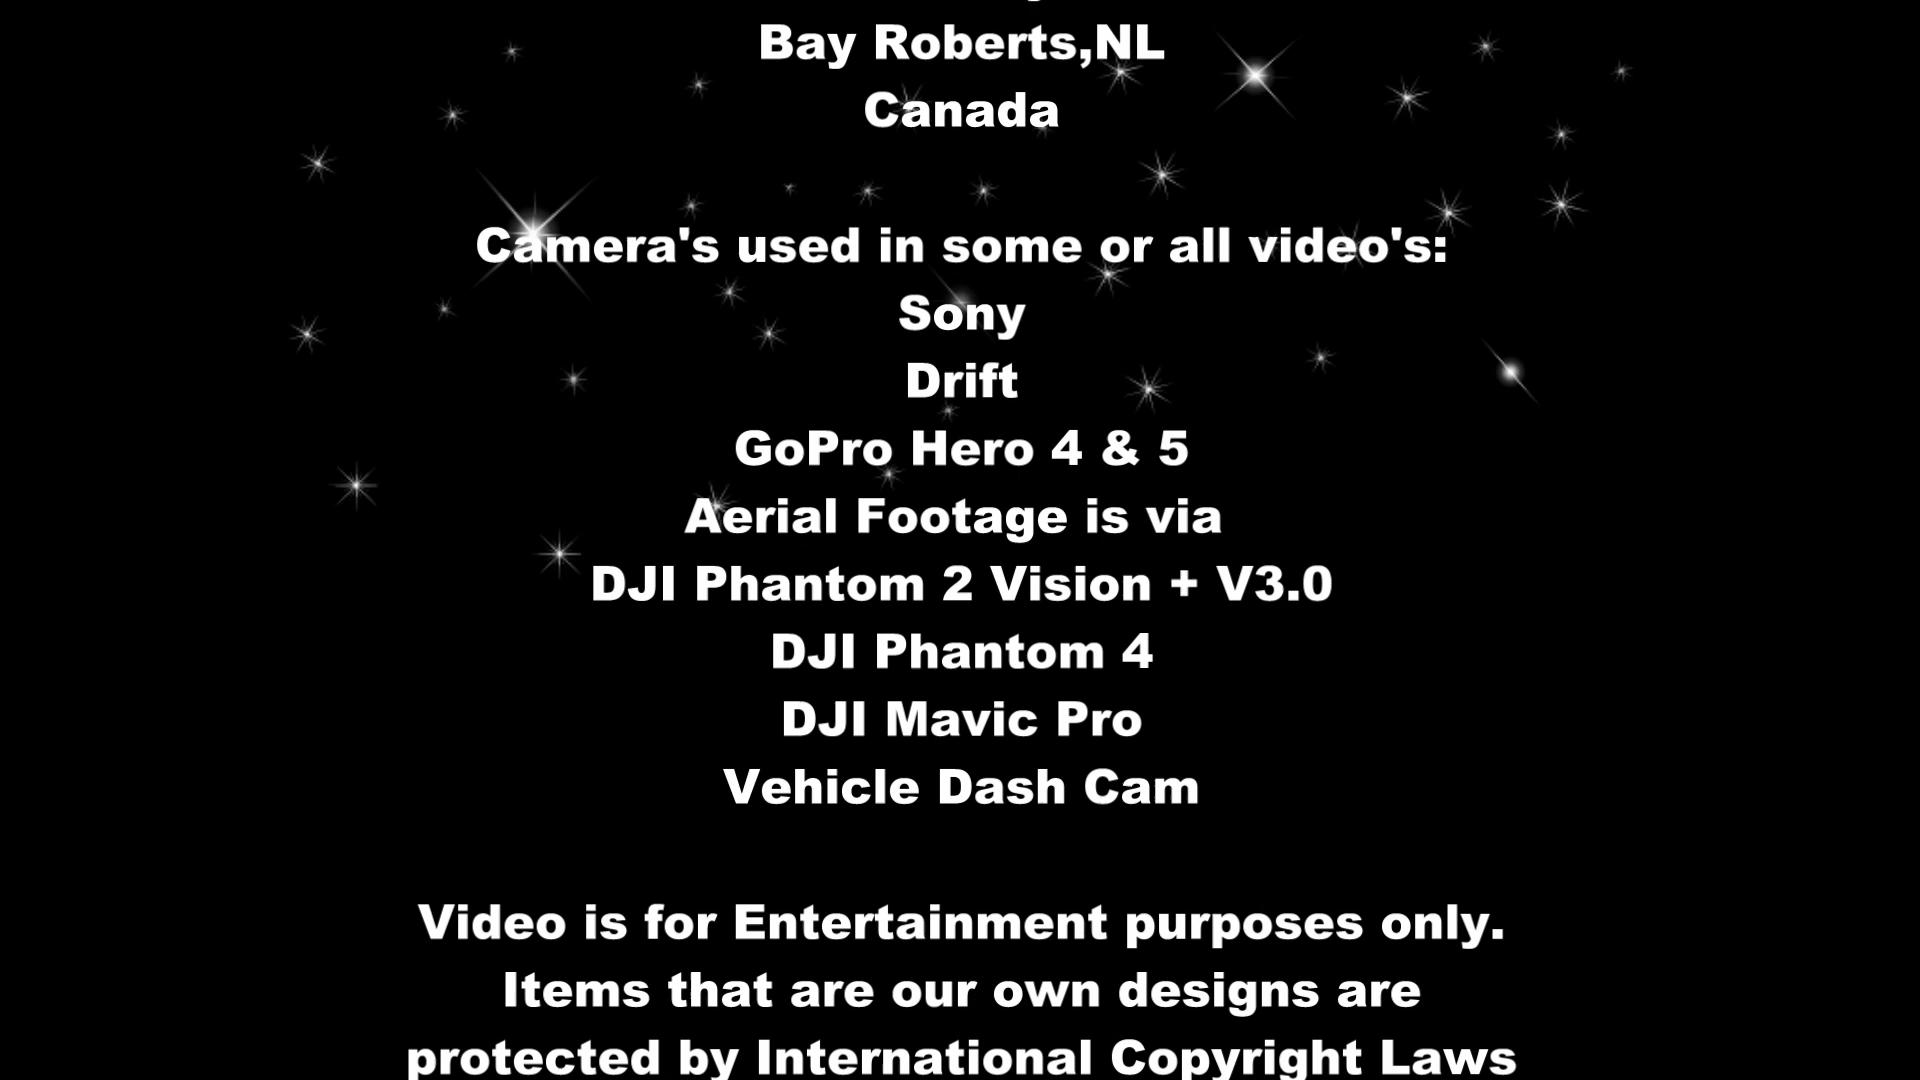 Bay Roberts,NL
Canada
Camera's used in some or all video's:
Sony
Drift
GoPro Hero 4 & 5
Aerial Footage is via
DJI Phantom 2 Vision + V3.0
DJI Phantom 4
DJI Mavic Pro
Vehicle Dash Cam
Video is for Entertainment purposes only.
Items that are our own designs are
protected by International Copyright Laws